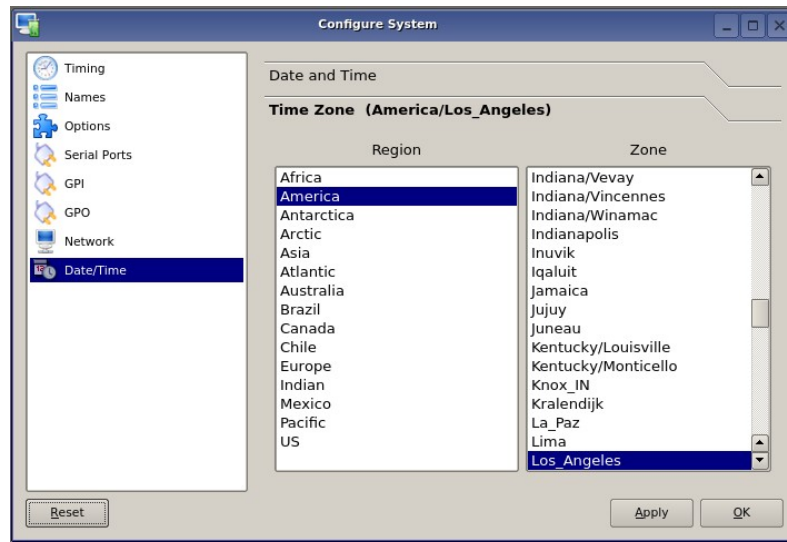 Configure System
Timing
Names
Options
Serial Ports
GPI
GPO
Network
Date/Time
Date and Time
Time Zone (America/Los_Angeles)
Region
Africa
America
Antarctica
Arctic
Asia
Atlantic
Australia
Brazil
Canada
Chile
Europe
Indian
Mexico
Pacific
US
Zone
Indiana/Vevay
Indiana/Vincennes
Indiana/Winamac
Indianapolis
Inuvik
Iqaluit
Jamaica
Jujuy
Juneau
Kentucky/Louisville
Kentucky/Monticello
Knox_IN
Kralendijk
La_Paz
Lima
Los_Angeles
Reset
Apply
OK